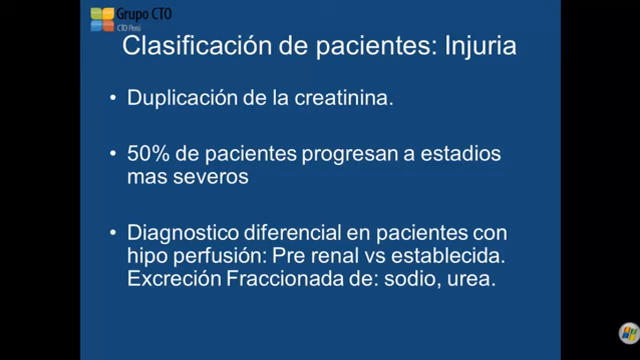 Grupo CTO
CTO Perú
Clasificación de pacientes: Injuria
• Duplicación de la creatinina.
• 50% de pacientes progresan a estadios
mas severos
• Diagnostico diferencial en pacientes con
hipo perfusión: Pre renal vs establecida.
Excreción Fraccionada de: sodio, urea.